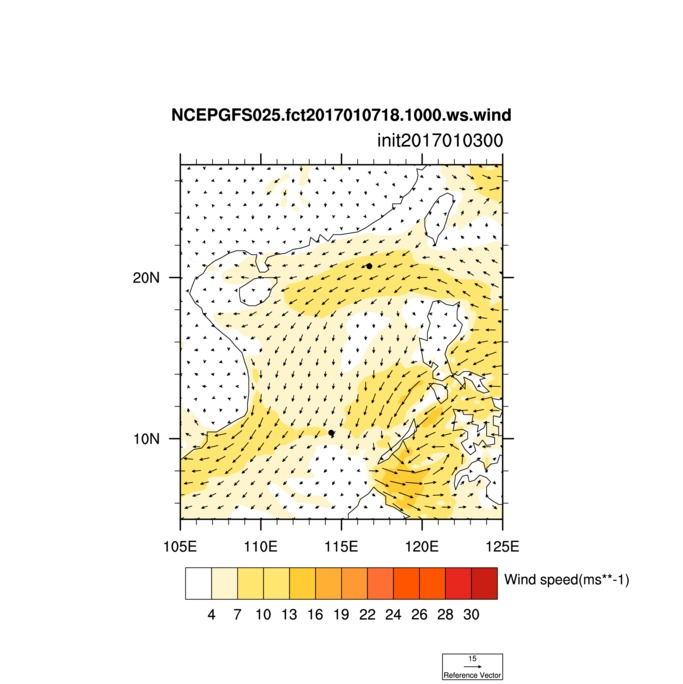 NCEPGFS025.fct2017010718.1000.ws.wind
init2017010300
20N
10N
105E 110E 115E 120E 125E
Wind speed(ms**-1)
4 7 10 13 16 19 22 24 26 28 30
15
Reference Vector